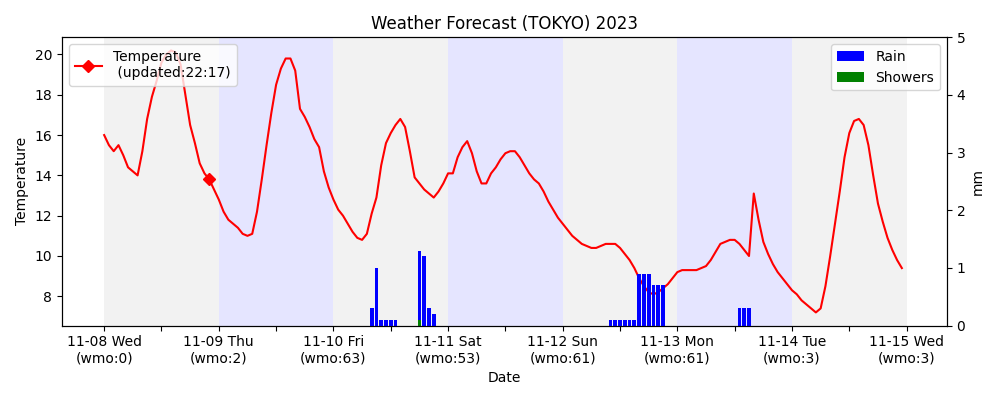 Weather Forecast (TOKYO) 2023
Temperature
(updated:22:17)
Rain
Showers
Temperature
20
18
16
14
12
10
8
mm
5
4
3
2
1
0
11-08 Wed
(wmo:0)
11-09 Thu
(wmo:2)
11-10 Fri
(wmo:63)
11-11 Sat
(wmo:53)
11-12 Sun
(wmo:61)
11-13 Mon
(wmo:61)
11-14 Tue
(wmo:3)
11-15 Wed
(wmo:3)
Date